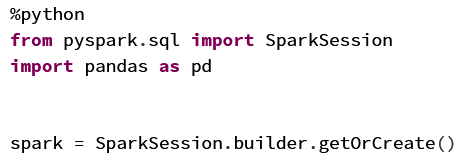 %python
from pyspark.sql import SparkSession
import pandas as pd
spark = SparkSession.builder.getOrCreate()